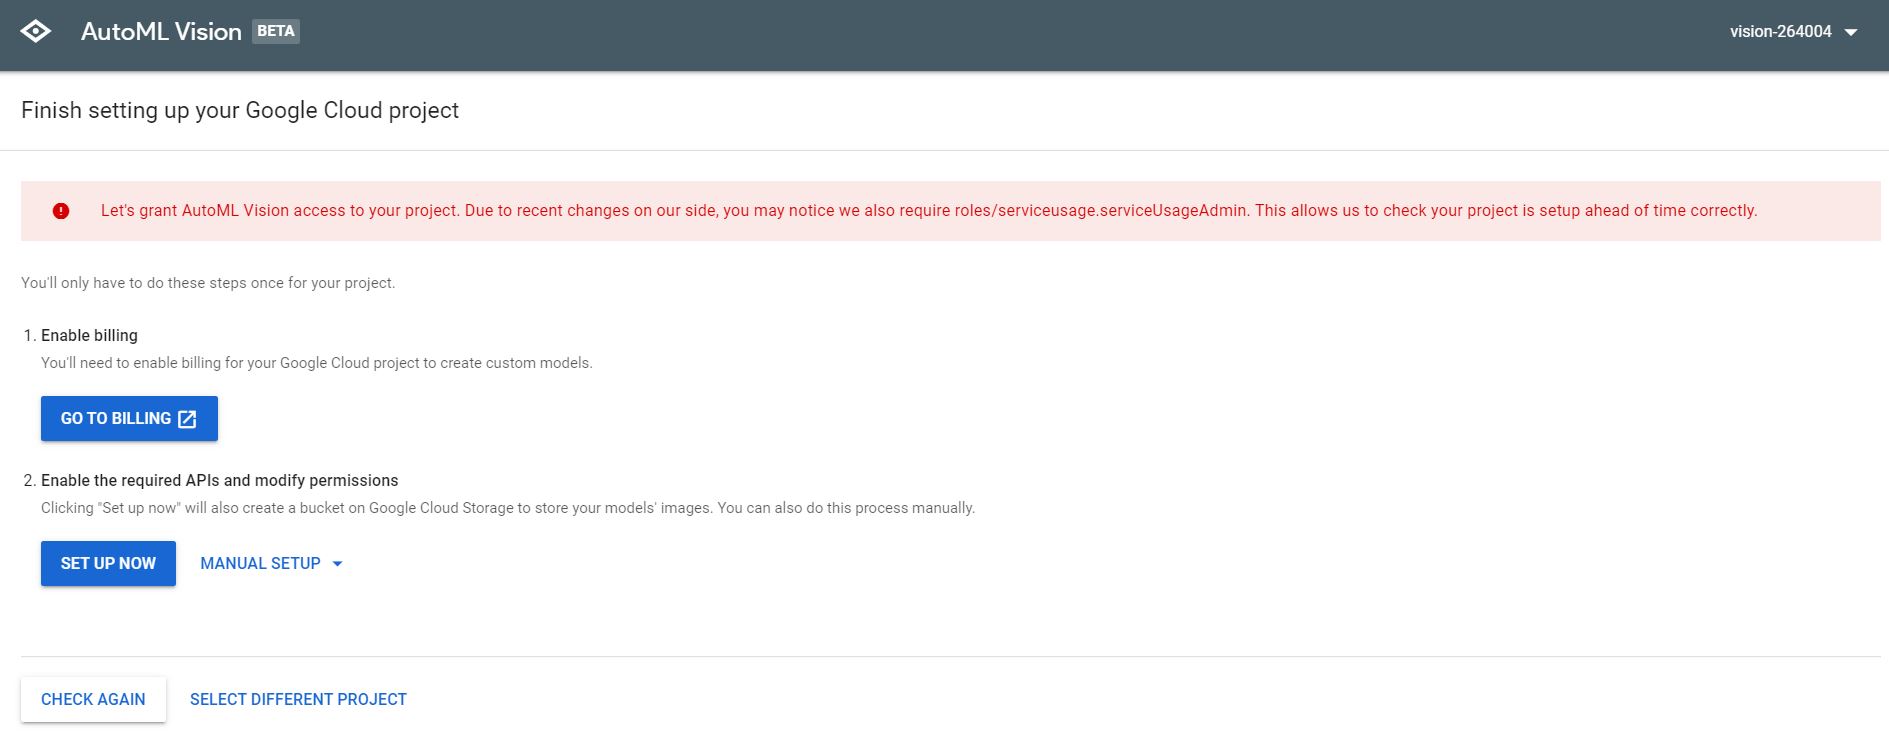 AutoML Vision BETA
vision-264004
Finish setting up your Google Cloud project
Let's grant AutoML Vision access to your project. Due to recent changes on our side, you may notice we also require roles/serviceusage.serviceUsageAdmin. This allows us to check your project is setup ahead of time correctly.
You'll only have to do these steps once for your project.
1. Enable billing
You'll need to enable billing for your Google Cloud project to create custom models.
GO TO BILLING
2. Enable the required APIs and modify permissions
Clicking "Set up now" will also create a bucket on Google Cloud Storage to store your models' images. You can also do this process manually.
SET UP NOW MANUAL SETUP
CHECK AGAIN SELECT DIFFERENT PROJECT